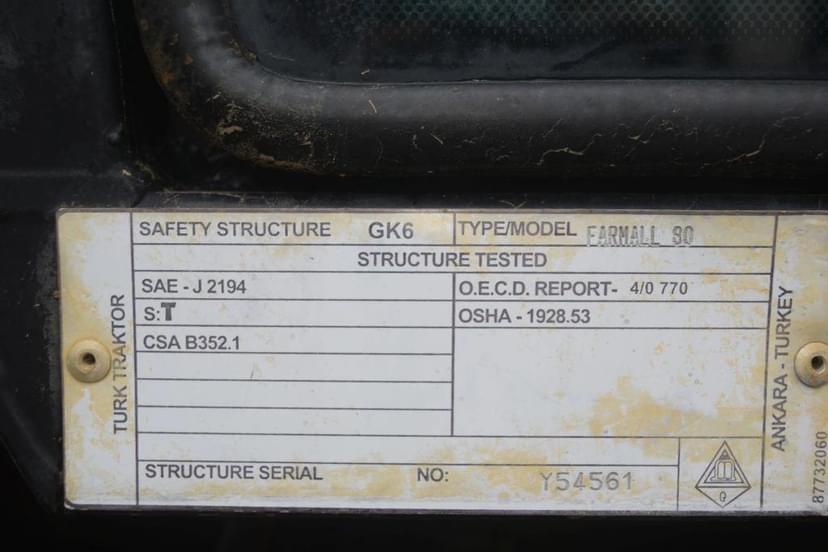 SAFETY STRUCTURE GK6 TYPE/MODEL FARMALL 90
STRUCTURE TESTED
SAE - J 2194 O.E.C.D. REPORT- 4/0 770
S:T OSHA - 1928.53
CSA B352.1
STRUCTURE SERIAL NO: Y54561
TURK TRAKTOR
ANKARA - TURKEY
87732060